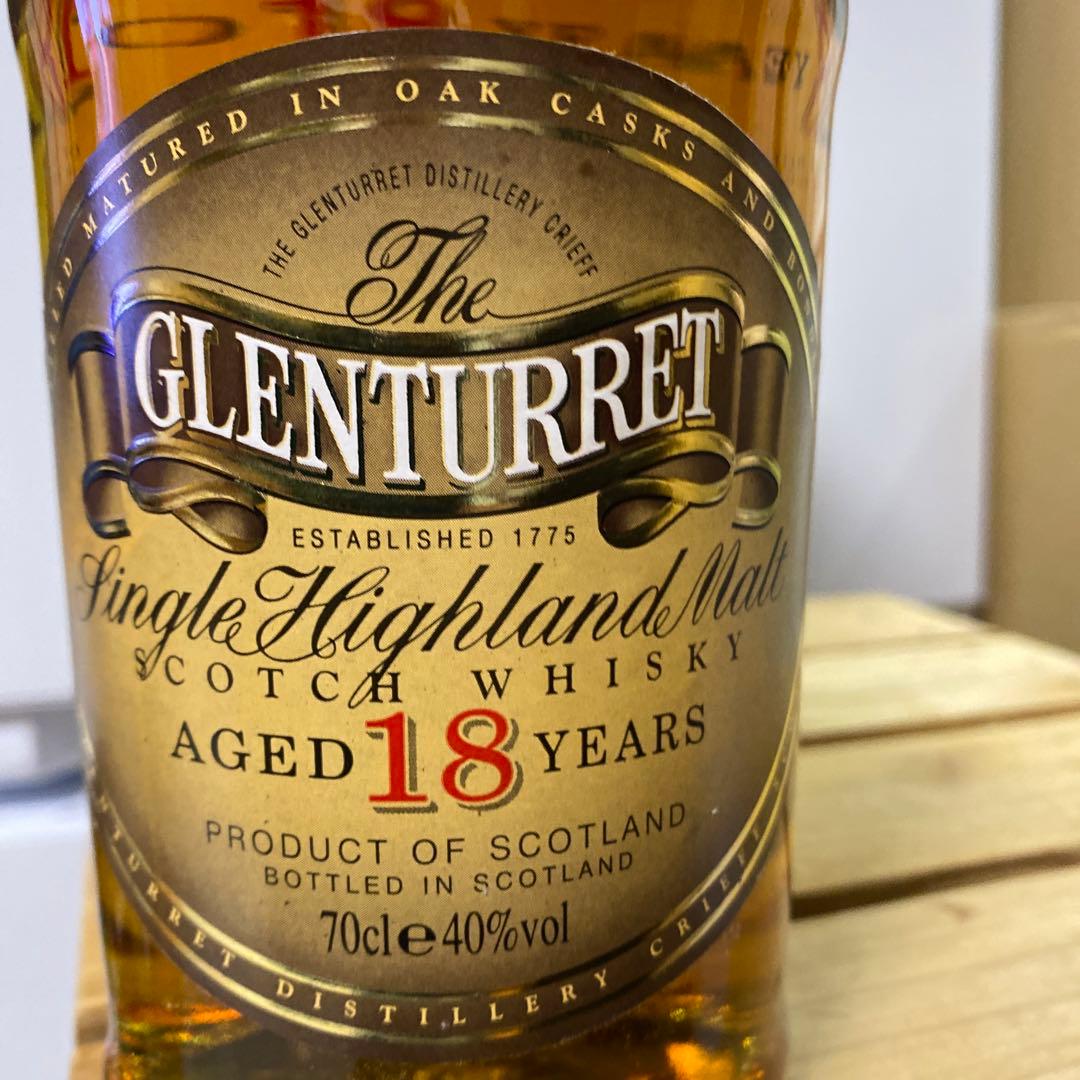 MATURED IN OAK CASKS AND
THE GLENTURRET DISTILLERY CRIEFF
The
GLENTURRET
ESTABLISHED 1775
Single Highland Malt
SCOTCH WHISKY
AGED 18 YEARS
PRODUCT OF SCOTLAND
BOTTLED IN SCOTLAND
70cl e 40%vol
DISTILLERY CRIEFF